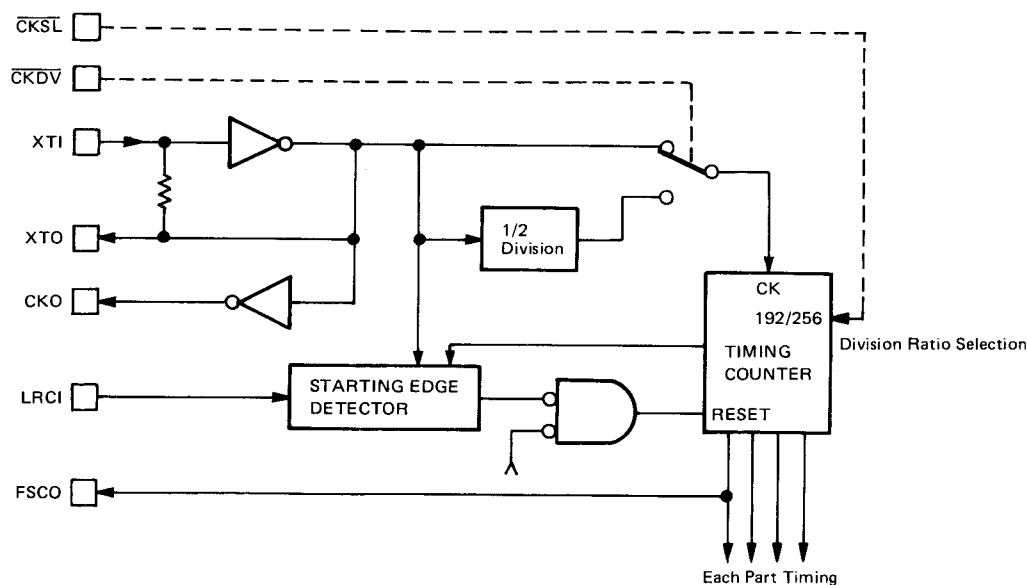 CKSL
CKDV
XTI
XTO
CKO
LRCI
FSCO
1/2
Division
CK
192/256
TIMING
COUNTER
RESET
Division Ratio Selection
STARTING EDGE
DETECTOR
Each Part Timing